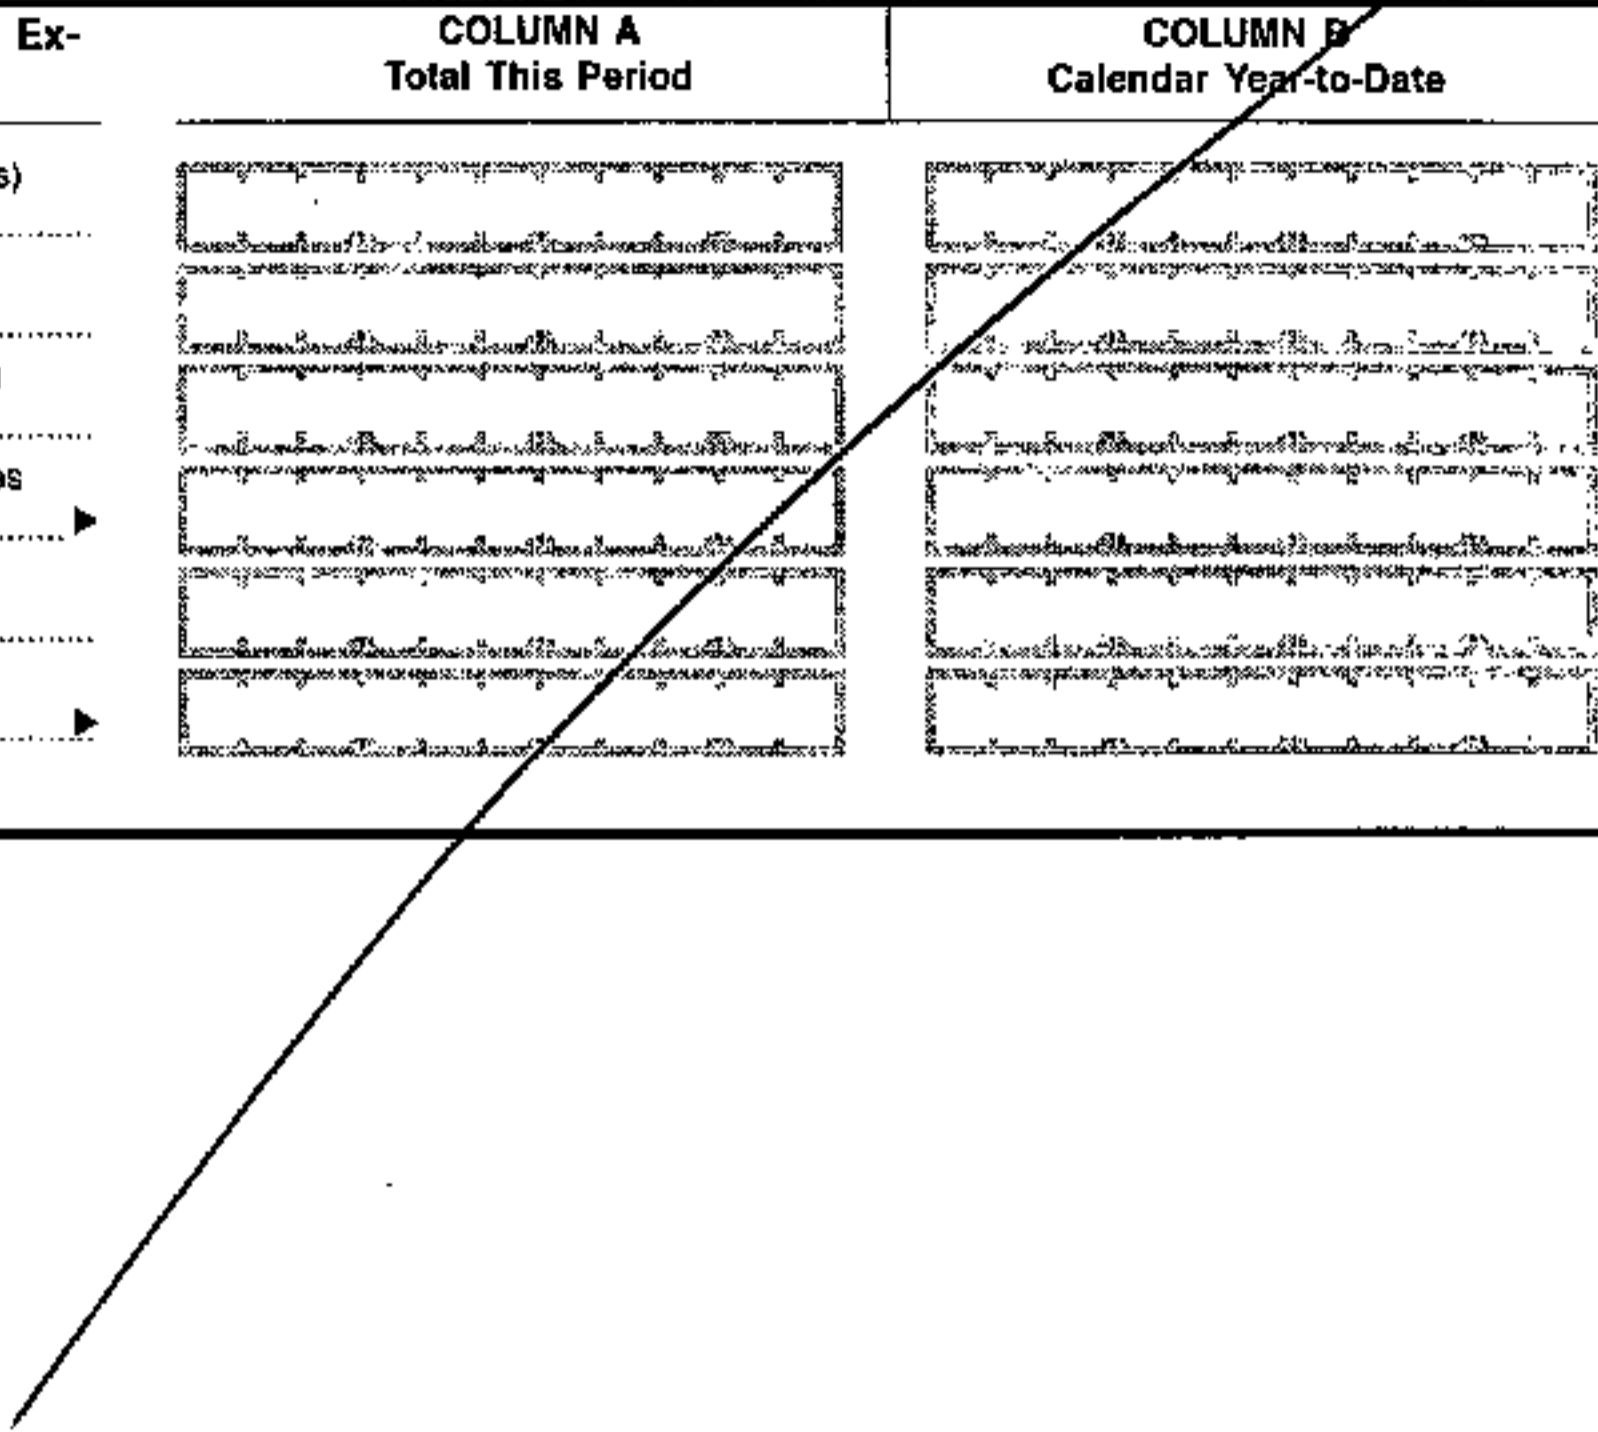 Ex-
COLUMN A
Total This Period
COLUMN B
Calendar Year-to-Date
s)